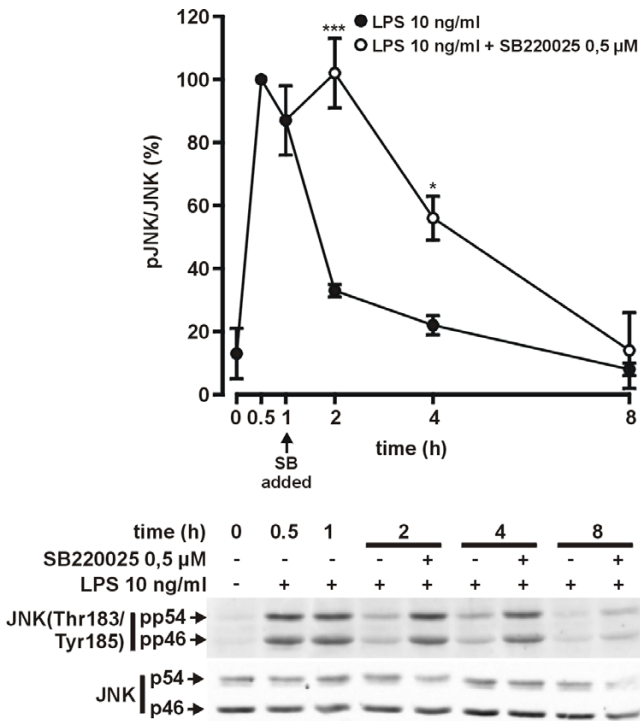 120
100
80
60
40
20
0
pJNK/JNK (%)
***
*
LPS 10 ng/ml
LPS 10 ng/ml + SB220025 0,5 µM
0 0.5 1 2 4 8
time (h)
SB
added
time (h) 0 0.5 1 2 4 8
SB220025 0,5 µM - - - - + - + - +
LPS 10 ng/ml - + + + + + + + +
JNK(Thr183/
Tyr185)
pp54
pp46
JNK
p54
p46